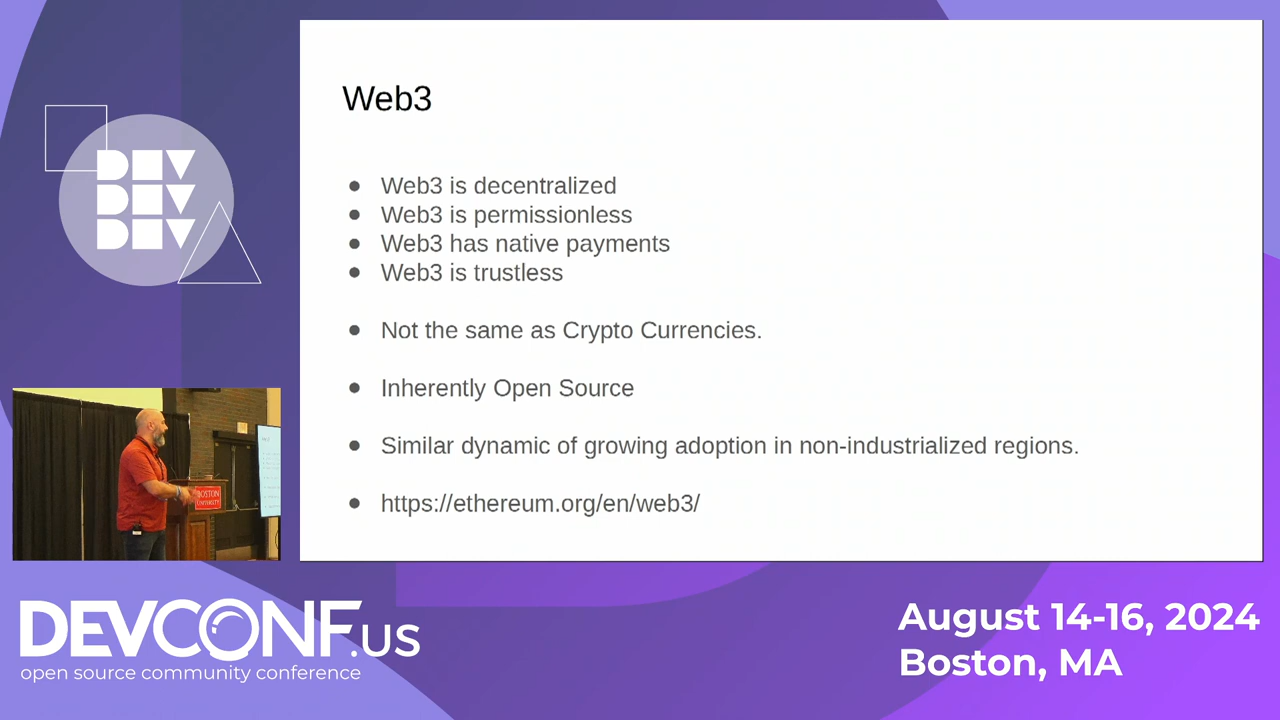 DEV
DEV
DEV
Web3
● Web3 is decentralized
● Web3 is permissionless
● Web3 has native payments
● Web3 is trustless
● Not the same as Crypto Currencies.
● Inherently Open Source
● Similar dynamic of growing adoption in non-industrialized regions.
● https://ethereum.org/en/web3/
BOSTON
UNIVERSITY
DEVCONF.US
open source community conference
August 14-16, 2024
Boston, MA